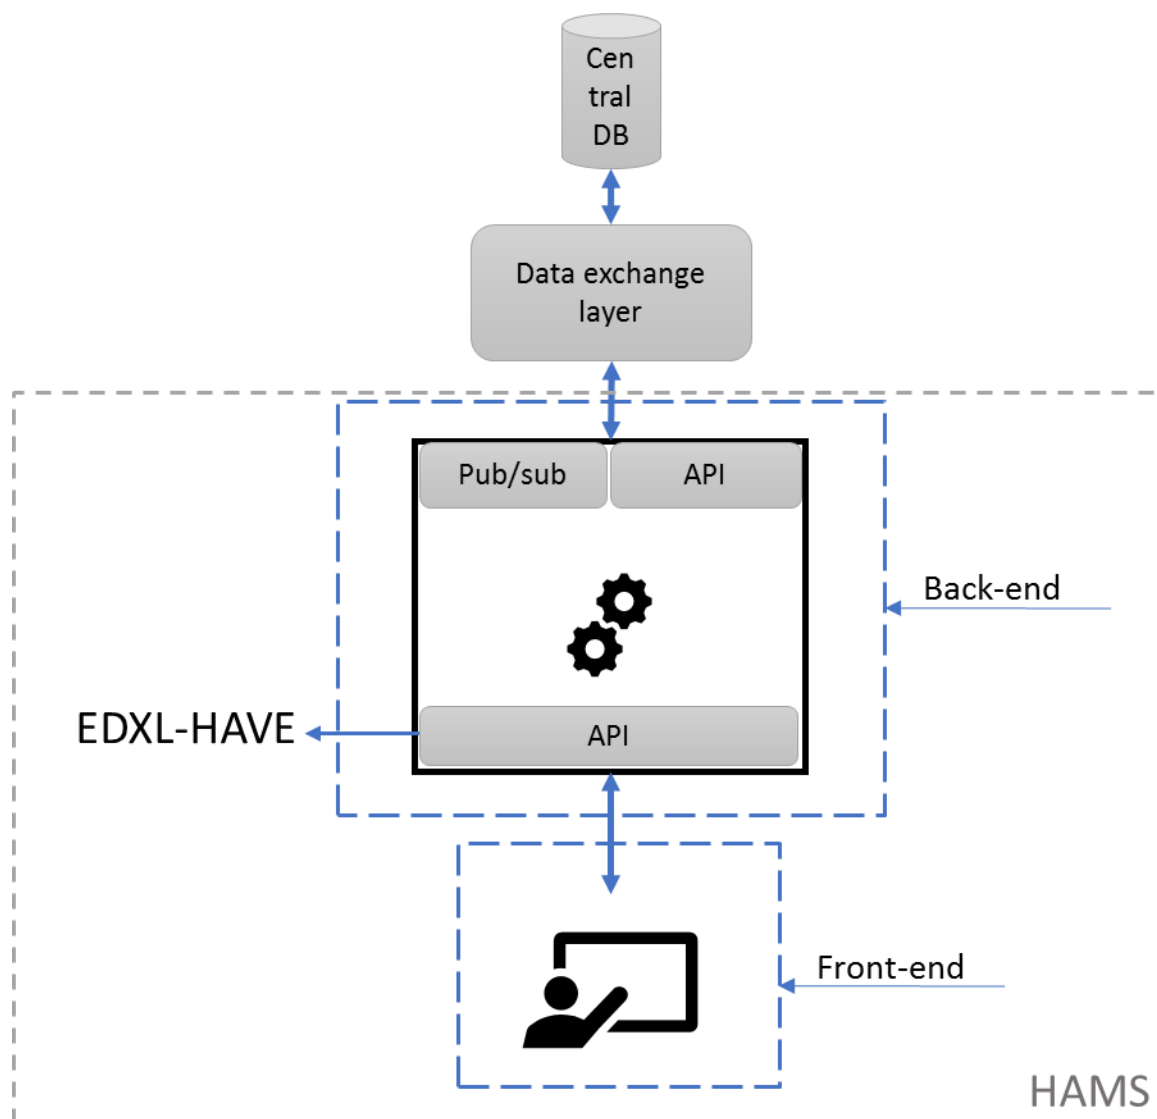 Cen
tral
DB
Data exchange
layer
Pub/sub
API
Back-end
EDXL-HAVE
API
Front-end
HAMS